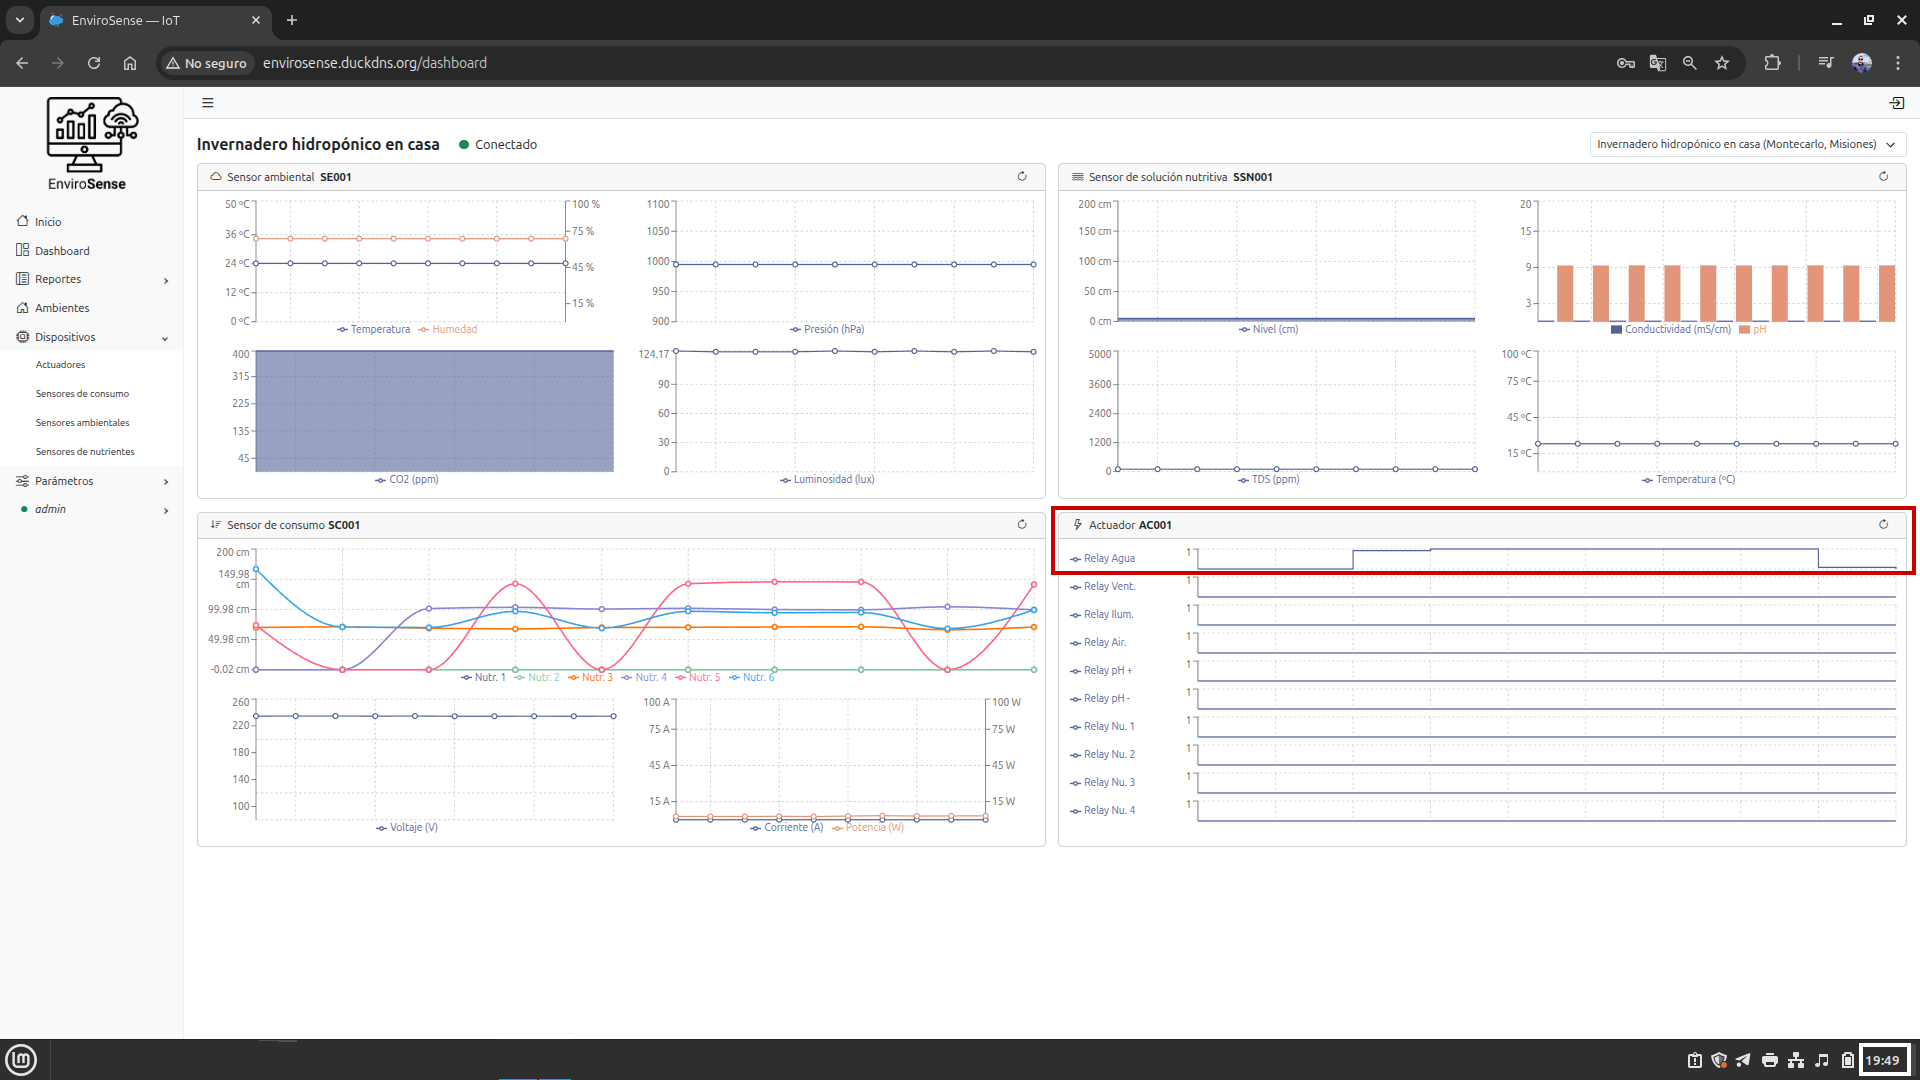 EnviroSense — IoT
No seguro
envirosense.duckdns.org/dashboard
EnviroSense
Inicio
Dashboard
Reportes
Ambientes
Dispositivos
Actuadores
Sensores de consumo
Sensores ambientales
Sensores de nutrientes
Parámetros
admin
Invernadero hidropónico en casa
Conectado
Invernadero hidropónico en casa (Montecarlo, Misiones)
Sensor ambiental SE001
50 ºC
36 ºC
24 ºC
12 ºC
0 ºC
100 %
75 %
45 %
15 %
Temperatura
Humedad
1100
1050
1000
950
900
Presión (hPa)
400
315
225
135
45
CO2 (ppm)
124.17
90
60
30
0
Luminosidad (lux)
Sensor de solución nutritiva SSN001
200 cm
150 cm
100 cm
50 cm
0 cm
Nivel (cm)
20
15
9
3
Conductividad (mS/cm)
pH
5000
3600
2400
1200
0
TDS (ppm)
100 ºC
75 ºC
45 ºC
15 ºC
Temperatura (ºC)
Sensor de consumo SC001
200 cm
149.98
cm
99.98 cm
49.98 cm
-0.02 cm
Nutr. 1
Nutr. 2
Nutr. 3
Nutr. 4
Nutr. 5
Nutr. 6
260
220
180
140
100
Voltaje (V)
100 A
75 A
45 A
15 A
100 W
75 W
45 W
15 W
Corriente (A)
Potencia (W)
Actuador AC001
Relay Agua
1
Relay Vent.
1
Relay Ilum.
1
Relay Air.
1
Relay pH +
1
Relay pH -
1
Relay Nu. 1
1
Relay Nu. 2
1
Relay Nu. 3
1
Relay Nu. 4
1
19:49